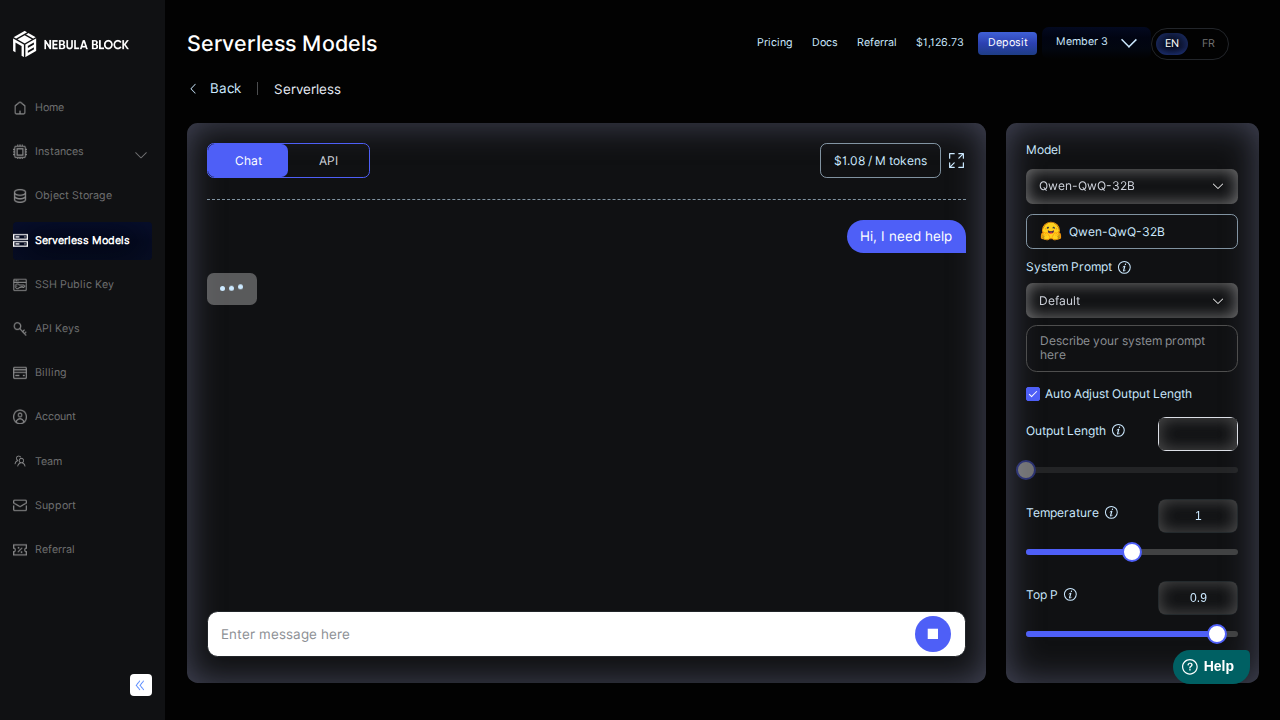 NEBULA BLOCK
Home
Instances
Object Storage
Serverless Models
SSH Public Key
API Keys
Billing
Account
Team
Support
Referral
Serverless Models
Pricing
Docs
Referral
$1,126.73
Deposit
Member 3
EN
FR
Back
Serverless
Chat
API
$1.08 / M tokens
Hi, I need help
Enter message here
Model
Qwen-QwQ-32B
Qwen-QwQ-32B
System Prompt
Default
Describe your system prompt
here
Auto Adjust Output Length
Output Length
Temperature
1
Top P
0.9
Help